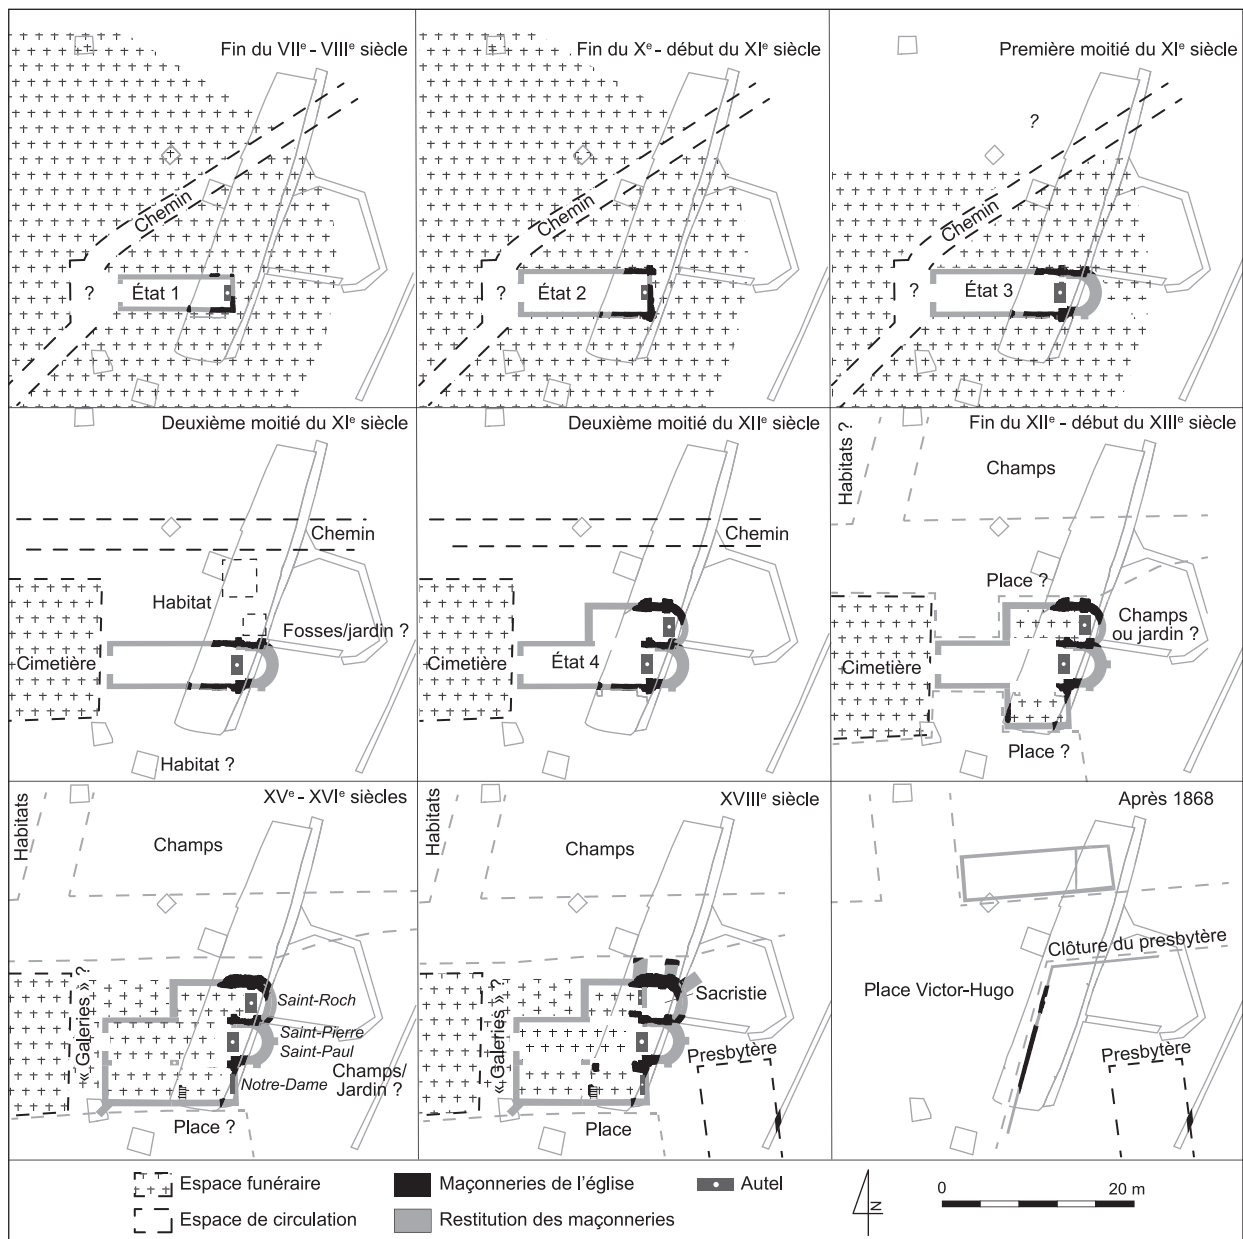 Fin du VIIe - VIIIe siècle
Chemin
?
État 1
Fin du Xe - début du XIe siècle
Chemin
?
État 2
Première moitié du XIe siècle
?
Chemin
?
État 3
Deuxième moitié du XIe siècle
Chemin
Habitat
Fosses/jardin ?
Cimetière
Habitat ?
Deuxième moitié du XIIe siècle
Chemin
Cimetière
État 4
Fin du XIIe - début du XIIIe siècle
Habitats ?
Champs
Place ?
Champs
ou jardin ?
Cimetière
Place ?
XVe - XVIe siècles
Habitats
Champs
« Galeries » ?
Saint-Roch
Saint-Pierre
Saint-Paul
Champs/
Jardin ?
Notre-Dame
Place ?
XVIIIe siècle
Habitats
Champs
« Galeries » ?
Sacristie
Presbytère
Place
Après 1868
Clôture du presbytère
Place Victor-Hugo
Presbytère
Espace funéraire
Espace de circulation
Maçonneries de l'église
Restitution des maçonneries
Autel
N
0 20 m